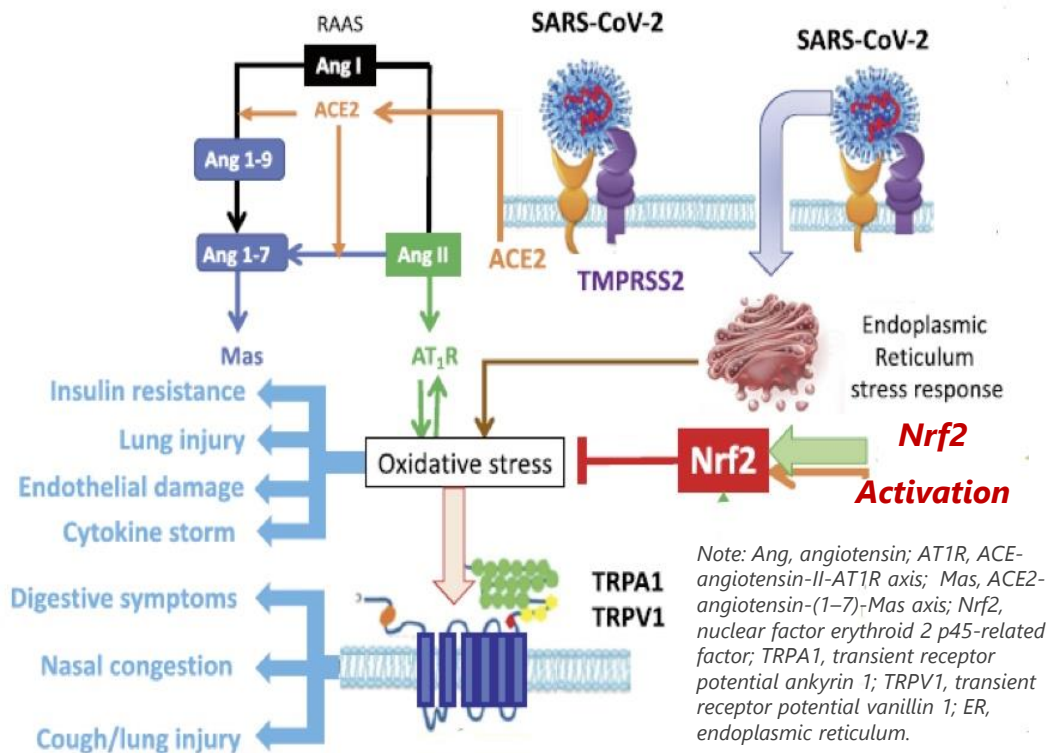 RAAS
SARS-CoV-2
SARS-CoV-2
Ang I
ACE2
Ang 1-9
Ang 1-7
Ang II
ACE2
TMPRSS2
Mas
AT₁R
Endoplasmic
Reticulum
stress response
Insulin resistance
Lung injury
Endothelial damage
Cytokine storm
Oxidative stress
Nrf2
Nrf2
Activation
TRPA1
TRPV1
Digestive symptoms
Nasal congestion
Cough/lung injury
Note: Ang, angiotensin; AT1R, ACE-
angiotensin-II-AT1R axis;  Mas, ACE2-
angiotensin-(1–7)-Mas axis; Nrf2,
nuclear factor erythroid 2 p45-related
factor; TRPA1, transient receptor
potential ankyrin 1; TRPV1, transient
receptor potential vanillin 1; ER,
endoplasmic reticulum.